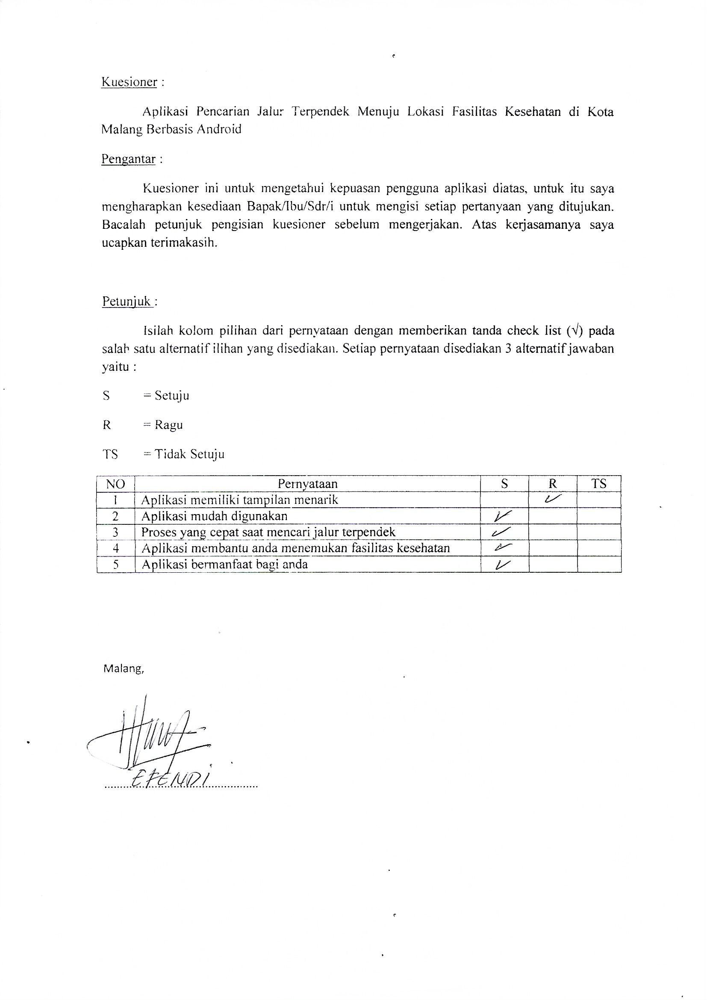 Kuesioner :
Aplikasi Pencarian Jalur Terpendek Menuju Lokasi Fasilitas Kesehatan di Kota
Malang Berbasis Android
Pengantar :
Kuesioner ini untuk mengetahui kepuasan pengguna aplikasi diatas, untuk itu saya
mengharapkan kesediaan Bapak/Ibu/Sdr/i untuk mengisi setiap pertanyaan yang ditujukan.
Bacalah petunjuk pengisian kuesioner sebelum mengerjakan. Atas kerjasamanya saya
ucapkan terimakasih.
Petunjuk :
Isilah kolom pilihan dari pernyataan dengan memberikan tanda check list (√) pada
salah satu alternatif ilihan yang disediakan. Setiap pernyataan disediakan 3 alternatif jawaban
yaitu :
S = Setuju
R = Ragu
TS = Tidak Setuju
NO Pernyataan S R TS
1 Aplikasi memiliki tampilan menarik ✓
2 Aplikasi mudah digunakan ✓
3 Proses yang cepat saat mencari jalur terpendek ✓
4 Aplikasi membantu anda menemukan fasilitas kesehatan ✓
5 Aplikasi bermanfaat bagi anda ✓
Malang,
EFENDI